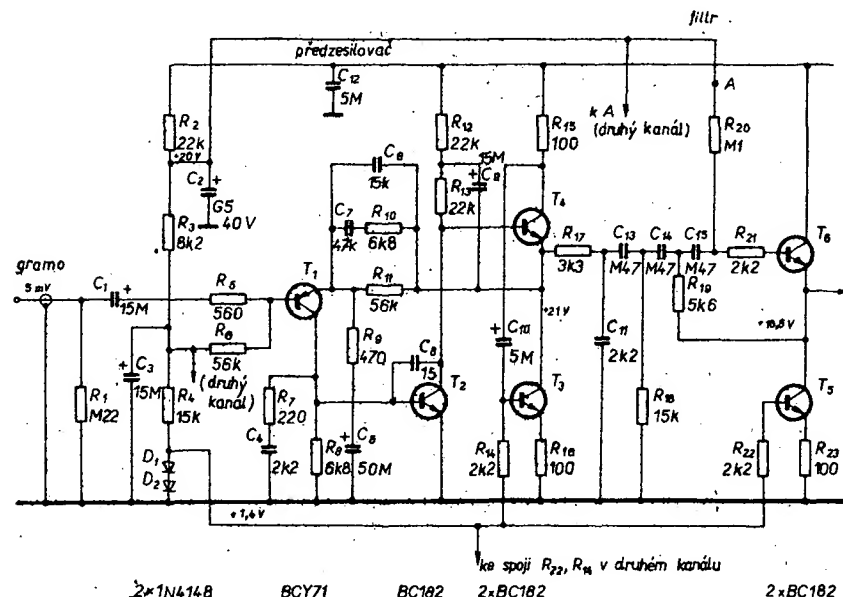 filtr
předzesilovač
C12
5M
k A
(druhý kanál)
A
R2
22k
+20V
C2
+
G5
40V
R3
8k2
R12
22k
15M
C9
+
R13
22k
R15
100
R20
M1
C8
15k
C7
47k
R10
6k8
R11
56k
T4
R17
3k3
C13
M47
C14
M47
C15
M47
R21
2k2
T6
R19
5k6
+21V
gramo
5mV
C1
+
15M
R5
560
T1
R6
56k
(druhý
kanál)
C3
+
15M
R1
M22
R4
15k
R7
220
C4
2k2
R8
6k8
R9
470
C5
+
50M
15
T2
C10
+
5M
T3
R14
2k2
R16
100
C11
2k2
R18
15k
T5
R22
2k2
R23
100
D1
D2
+1,4V
ke spoji R22, R14 v druhém kanálu
2×1N4148
BCY71
BC182
2×BC182
2×BC182